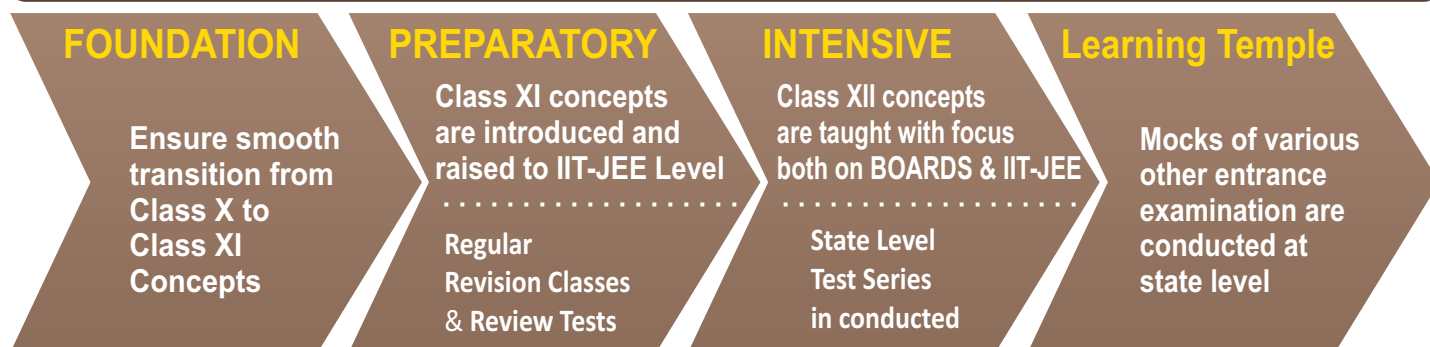 FOUNDATION
Ensure smooth
transition from
Class X to
Class XI
Concepts
PREPARATORY
Class XI concepts
are introduced and
raised to IIT-JEE Level
Regular
Revision Classes
& Review Tests
INTENSIVE
Class XII concepts
are taught with focus
both on BOARDS & IIT-JEE
State Level
Test Series
in conducted
Learning Temple
Mocks of various
other entrance
examination are
conducted at
state level